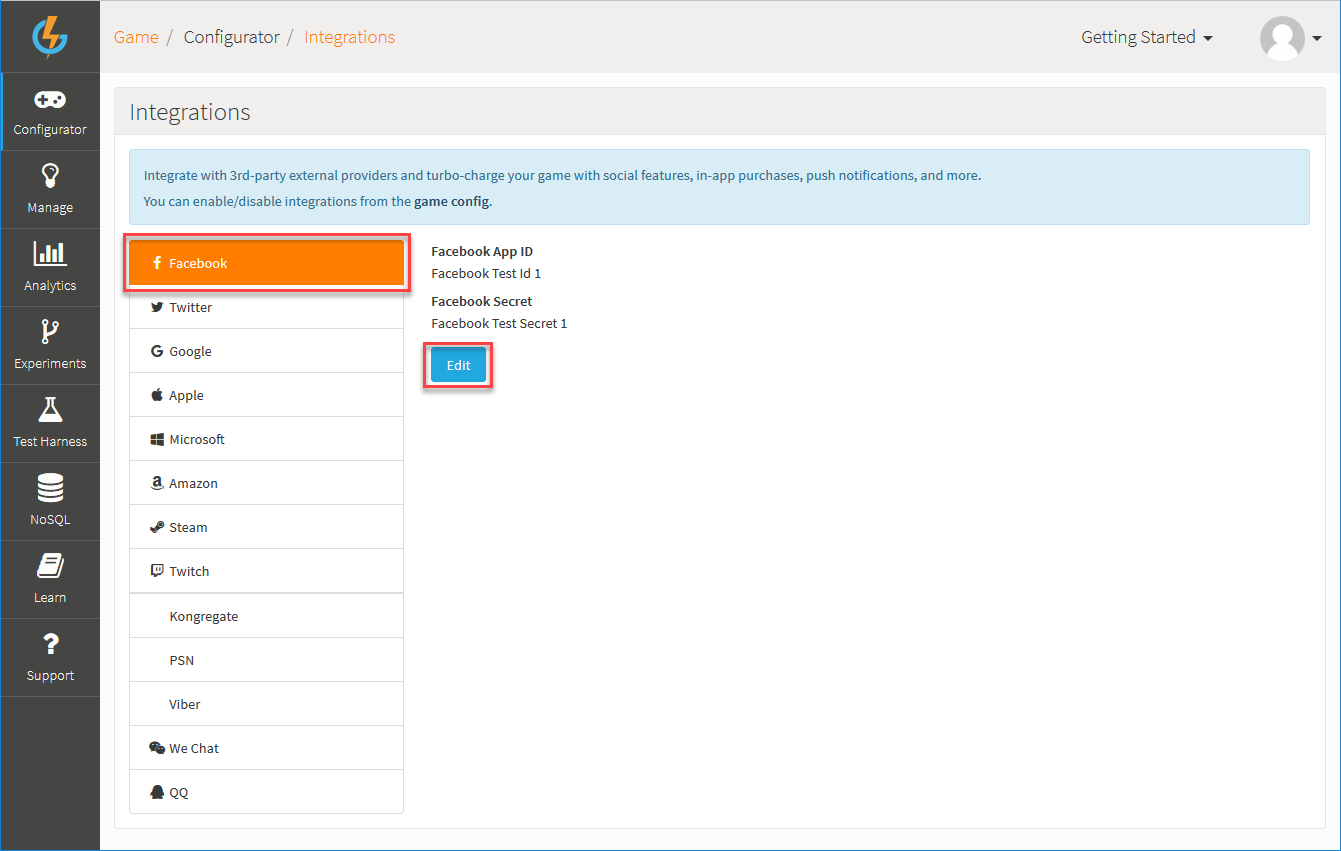 Game / Configurator / Integrations
Getting Started
Configurator
Manage
Analytics
Experiments
Test Harness
NoSQL
Learn
Support
Integrations
Integrate with 3rd-party external providers and turbo-charge your game with social features, in-app purchases, push notifications, and more.
You can enable/disable integrations from the game config.
Facebook
Twitter
Google
Apple
Microsoft
Amazon
Steam
Twitch
Kongregate
PSN
Viber
We Chat
QQ
Facebook App ID
Facebook Test Id 1
Facebook Secret
Facebook Test Secret 1
Edit